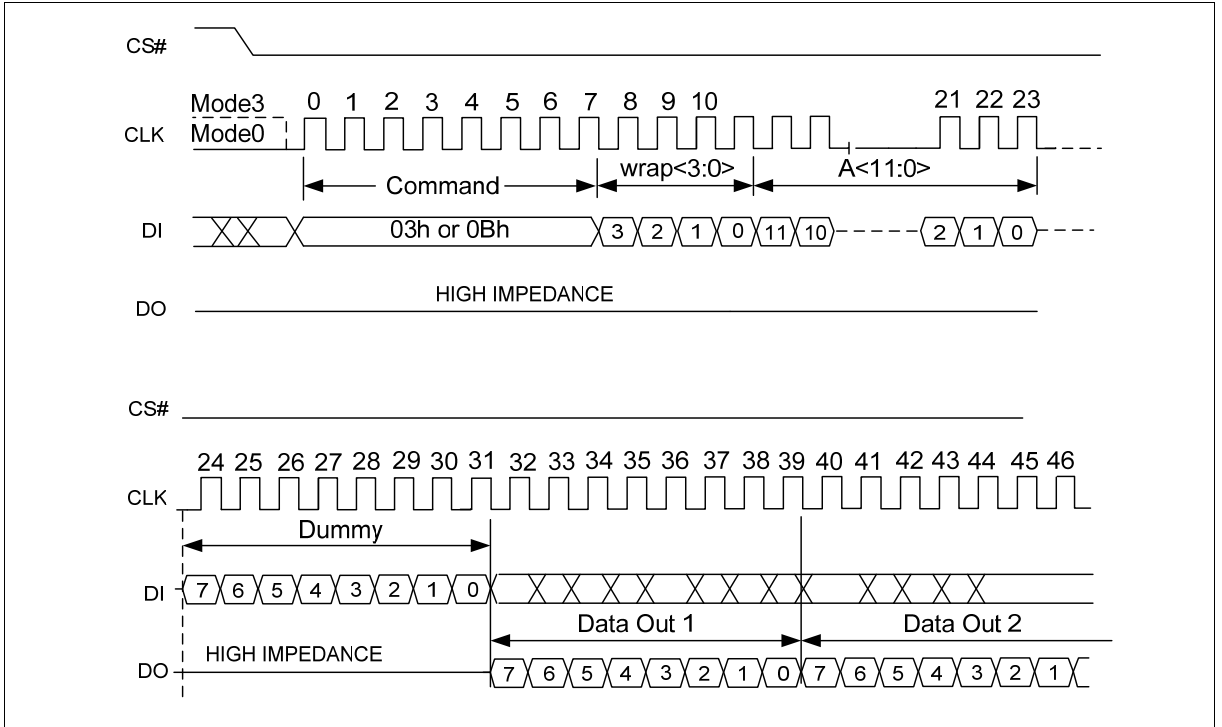 CS#
Mode3
0 1 2 3 4 5 6 7 8 9 10 21 22 23
CLK
Mode0
Command
wrap<3:0>
A<11:0>
DI
03h or 0Bh
3 2 1 0 11 10 2 1 0
HIGH IMPEDANCE
DO
CS#
24 25 26 27 28 29 30 31 32 33 34 35 36 37 38 39 40 41 42 43 44 45 46
CLK
Dummy
DI
7 6 5 4 3 2 1 0
Data Out 1
Data Out 2
HIGH IMPEDANCE
DO
7 6 5 4 3 2 1 0 7 6 5 4 3 2 1